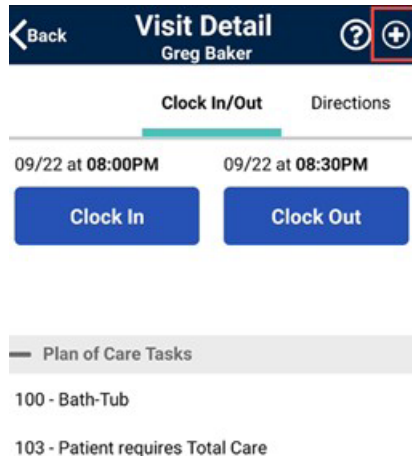 Back Visit Detail ?
Greg Baker
Clock In/Out Directions
09/22 at 08:00PM 09/22 at 08:30PM
Clock In Clock Out
Plan of Care Tasks
100 - Bath-Tub
103 - Patient requires Total Care